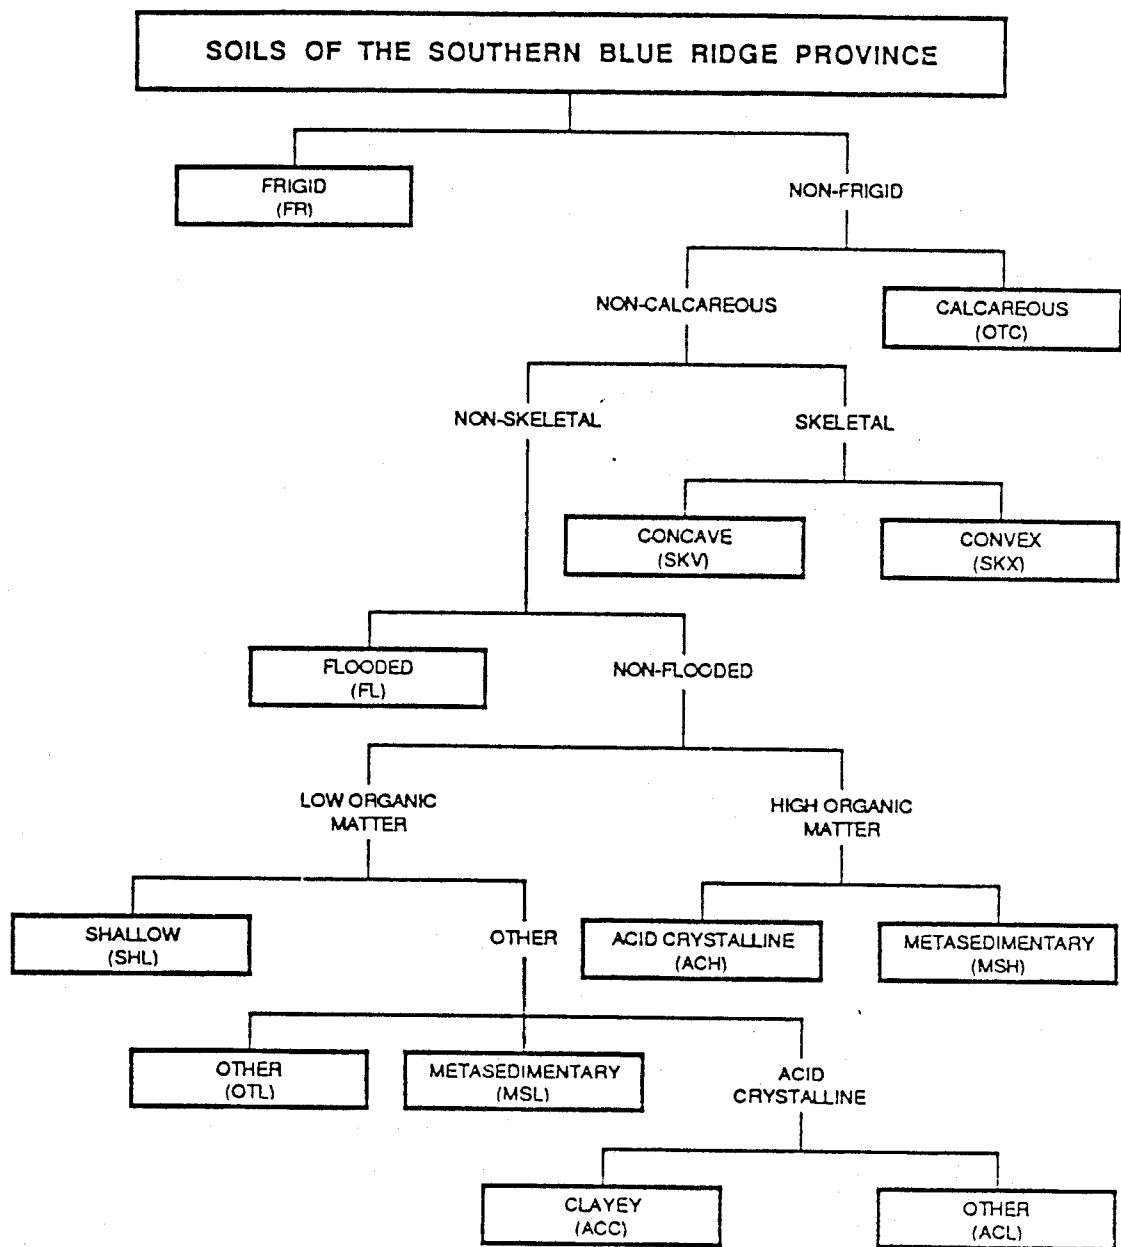 SOILS OF THE SOUTHERN BLUE RIDGE PROVINCE
FRIGID
(FR)
NON-FRIGID
NON-CALCAREOUS
CALCAREOUS
(OTC)
NON-SKELETAL
SKELETAL
CONCAVE
(SKV)
CONVEX
(SKX)
FLOODED
(FL)
NON-FLOODED
LOW ORGANIC
MATTER
HIGH ORGANIC
MATTER
SHALLOW
(SHL)
OTHER
ACID CRYSTALLINE
(ACH)
METASEDIMENTARY
(MSH)
OTHER
(OTL)
METASEDIMENTARY
(MSL)
ACID
CRYSTALLINE
CLAYEY
(ACC)
OTHER
(ACL)